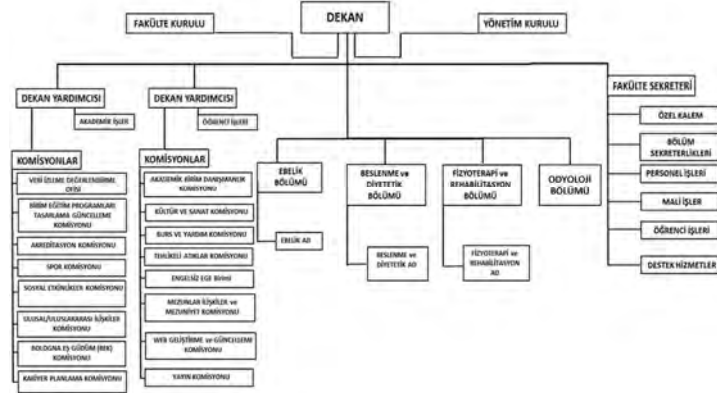 DEKAN
FAKÜLTE KURULU
YÖNETİM KURULU
DEKAN YARDIMCISI
AKADEMİK İŞLER
DEKAN YARDIMCISI
ÖĞRENCİ İŞLERİ
FAKÜLTE SEKRETERİ
ÖZEL KALEM
BÖLÜM
SEKRETERLİKLERİ
PERSONEL İŞLERİ
MALİ İŞLER
ÖĞRENCİ İŞLERİ
DESTEK HİZMETLER
KOMİSYONLAR
VERİ İZLEME DEĞERLENDİRME
OFİSİ
BİRİM EĞİTİM PROGRAMLARI
TASARLAMA GÜNCELLEME
KOMİSYONU
AKREDİTASYON KOMİSYONU
SPOR KOMİSYONU
SOSYAL ETKİNLİKLER KOMİSYONU
ULUSAL/ULUSLAKARASI İLİŞKİLER
KOMİSYONU
BOLOGNA EŞ GÜDÜM (BEK)
KOMİSYONU
KARİYER PLANLAMA KOMİSYONU
KOMİSYONLAR
AKADEMİK BİRİM DANIŞMANLIK
KOMİSYONU
KÜLTÜR VE SANAT KOMİSYONU
BURS VE YARDIM KOMİSYONU
TEHLİKELİ ATIKLAR KOMİSYONU
ENGELSİZ EGE Birimi
MEZUNLAR İLİŞKİLER ve
MEZUNİYET KOMİSYONU
WEB GELİŞTİRME ve GÜNCELLEME
KOMİSYONU
YAYIN KOMİSYONU
EBELİK
BÖLÜMÜ
EBELİK AD
BESLENME ve
DİYETETİK
BÖLÜMÜ
BESLENME ve
DİYETETİK AD
FİZYOTERAPİ ve
REHABİLİTASYON
BÖLÜMÜ
FİZYOTERAPİ ve
REHABİLİTASYON
AD
ODYOLOJİ
BÖLÜMÜ